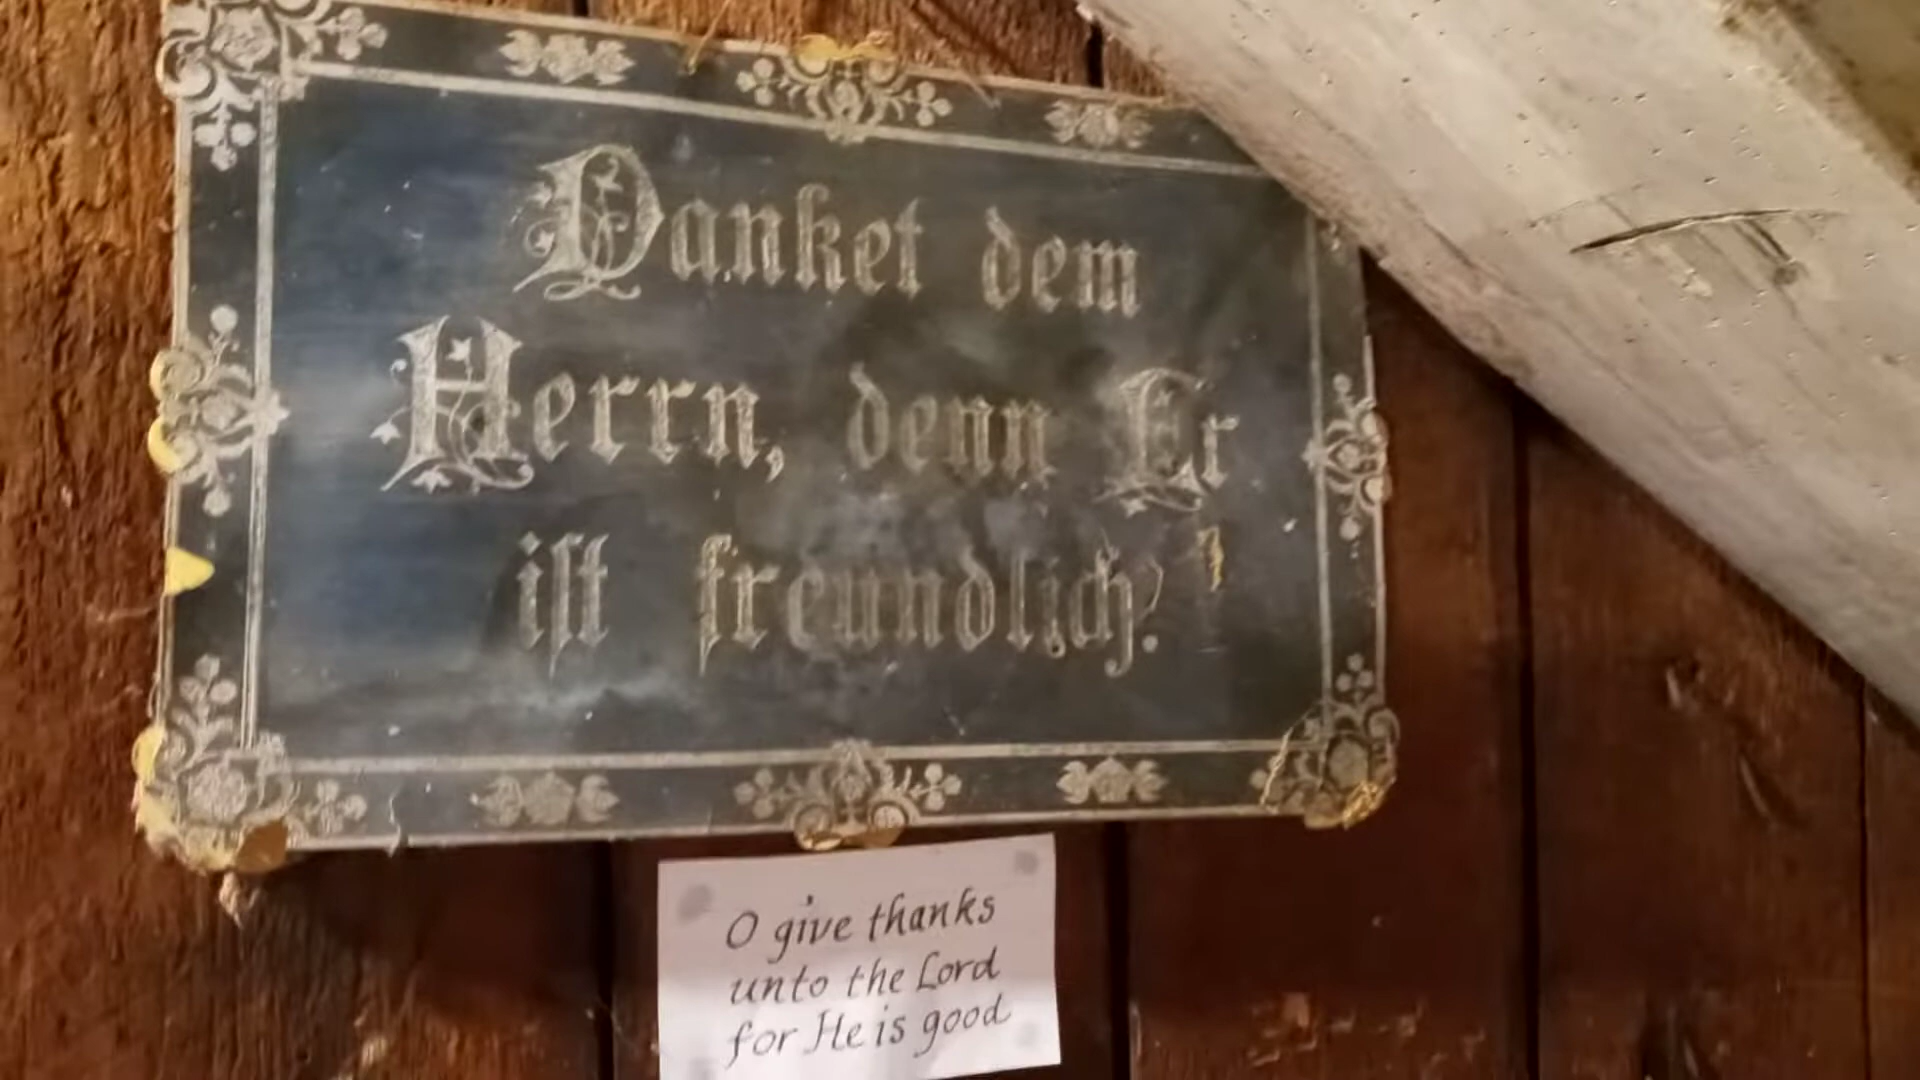 Danket dem
Herrn, denn Er
iſt freundlich.
O give thanks
unto the Lord
for He is good